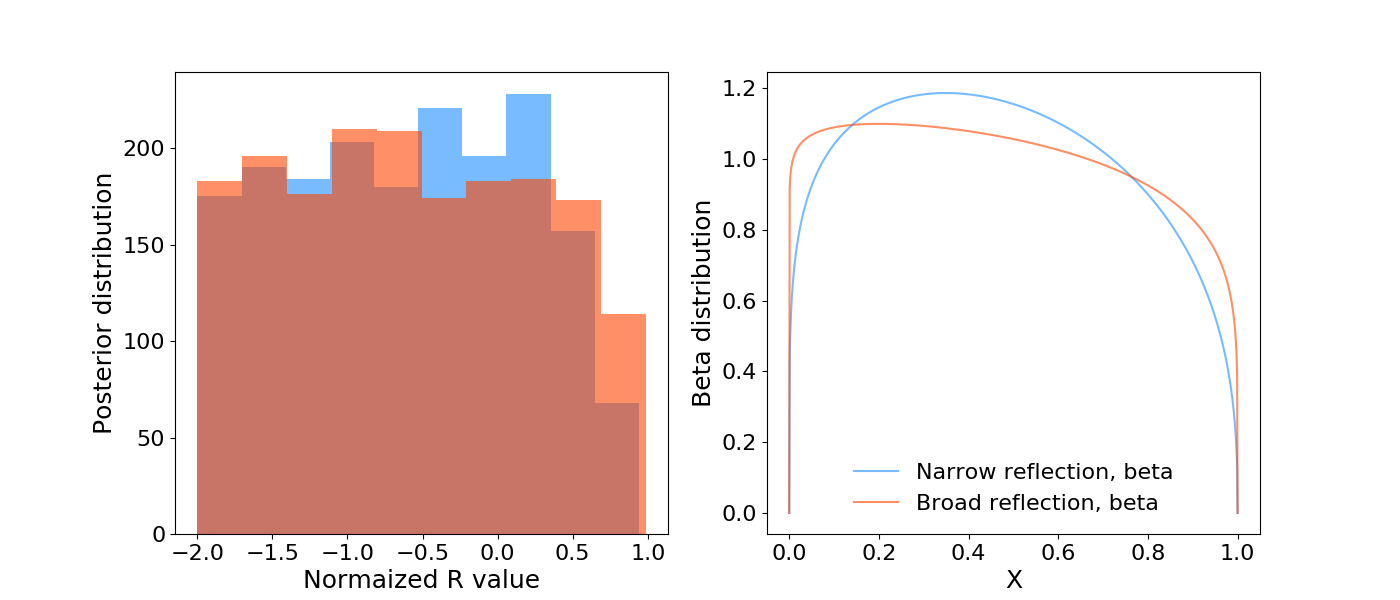 Posterior distribution
200
150
100
50
0
−2.0 −1.5 −1.0 −0.5 0.0 0.5 1.0
Normaized R value
Beta distribution
1.2
1.0
0.8
0.6
0.4
0.2
0.0
Narrow reflection, beta
Broad reflection, beta
0.0 0.2 0.4 0.6 0.8 1.0
X